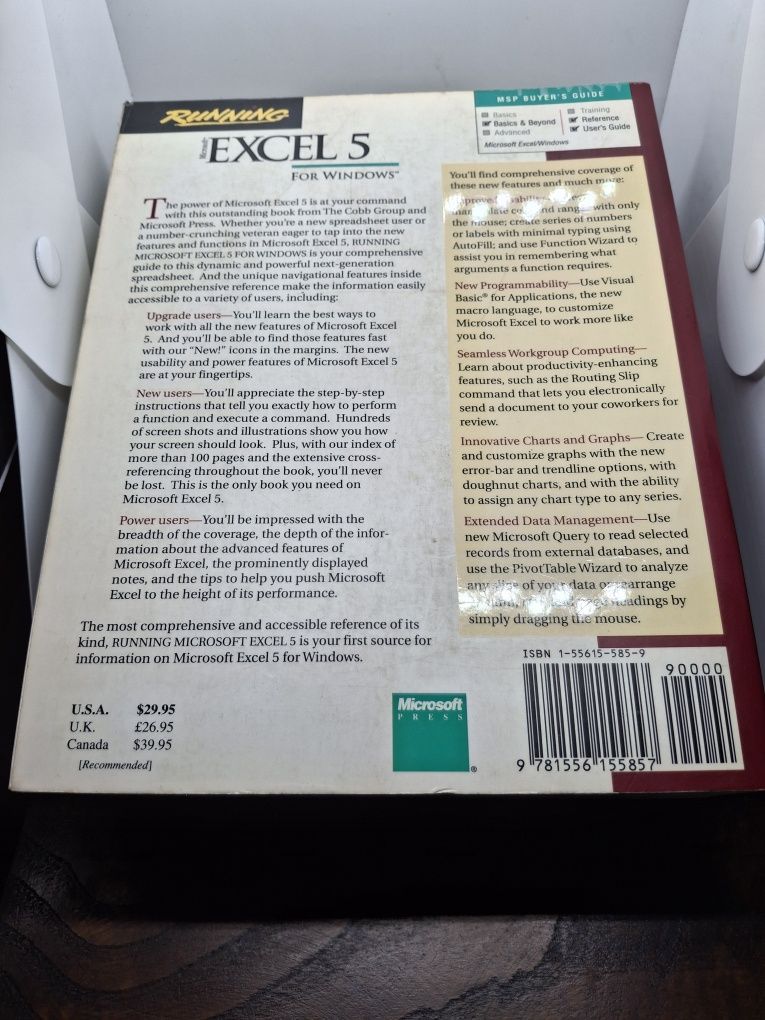 RUNNING
Microsoft
EXCEL 5
FOR WINDOWS™
The power of Microsoft Excel 5 is at your command
with this outstanding book from The Cobb Group and
Microsoft Press. Whether you're a new spreadsheet user or
a number-crunching veteran eager to tap into the new
features and functions in Microsoft Excel 5, RUNNING
MICROSOFT EXCEL 5 FOR WINDOWS is your comprehensive
guide to this dynamic and powerful next-generation
spreadsheet. And the unique navigational features inside
this comprehensive reference make the information easily
accessible to a variety of users, including:
Upgrade users—You'll learn the best ways to
work with all the new features of Microsoft Excel
5. And you'll be able to find those features fast
with our "New!" icons in the margins. The new
usability and power features of Microsoft Excel 5
are at your fingertips.
New users—You'll appreciate the step-by-step
instructions that tell you exactly how to perform
a function and execute a command. Hundreds
of screen shots and illustrations show you how
your screen should look. Plus, with our index of
more than 100 pages and the extensive cross-
referencing throughout the book, you'll never
be lost. This is the only book you need on
Microsoft Excel 5.
Power users—You'll be impressed with the
breadth of the coverage, the depth of the infor-
mation about the advanced features of
Microsoft Excel, the prominently displayed
notes, and the tips to help you push Microsoft
Excel to the height of its performance.
The most comprehensive and accessible reference of its
kind, RUNNING MICROSOFT EXCEL 5 is your first source for
information on Microsoft Excel 5 for Windows.
U.S.A. $29.95
U.K. £26.95
Canada $39.95
[Recommended]
Microsoft
PRESS
®
MSP BUYER'S GUIDE
Basics
Basics & Beyond
Advanced
Training
Reference
User's Guide
Microsoft Excel/Windows
You'll find comprehensive coverage of
these new features and much more:
with only
the mouse; create series of numbers
or labels with minimal typing using
AutoFill; and use Function Wizard to
assist you in remembering what
arguments a function requires.
New Programmability—Use Visual
Basic® for Applications, the new
macro language, to customize
Microsoft Excel to work more like
you do.
Seamless Workgroup Computing—
Learn about productivity-enhancing
features, such as the Routing Slip
command that lets you electronically
send a document to your coworkers for
review.
Innovative Charts and Graphs— Create
and customize graphs with the new
error-bar and trendline options, with
doughnut charts, and with the ability
to assign any chart type to any series.
Extended Data Management—Use
new Microsoft Query to read selected
records from external databases, and
use the PivotTable Wizard to analyze
any slice of your data or rearrange
headings by
simply dragging the mouse.
ISBN 1-55615-585-9
90000
9 781556 155857